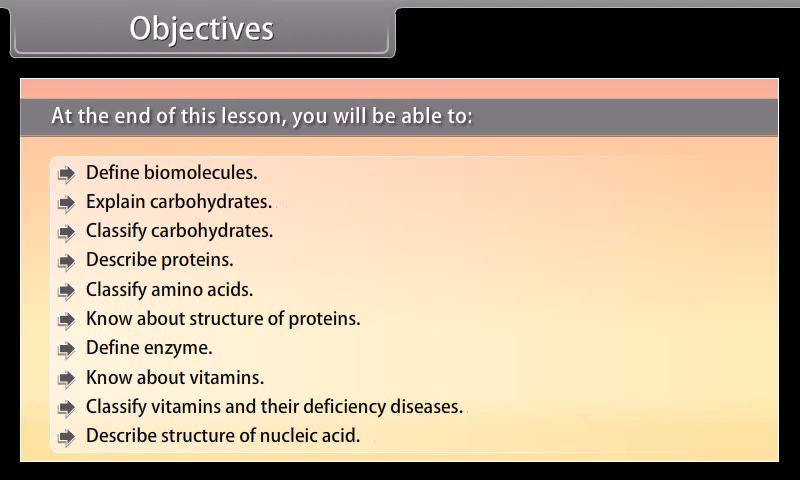 Objectives
At the end of this lesson, you will be able to:
Define biomolecules.
Explain carbohydrates.
Classify carbohydrates.
Describe proteins.
Classify amino acids.
Know about structure of proteins.
Define enzyme.
Know about vitamins.
Classify vitamins and their deficiency diseases.
Describe structure of nucleic acid.